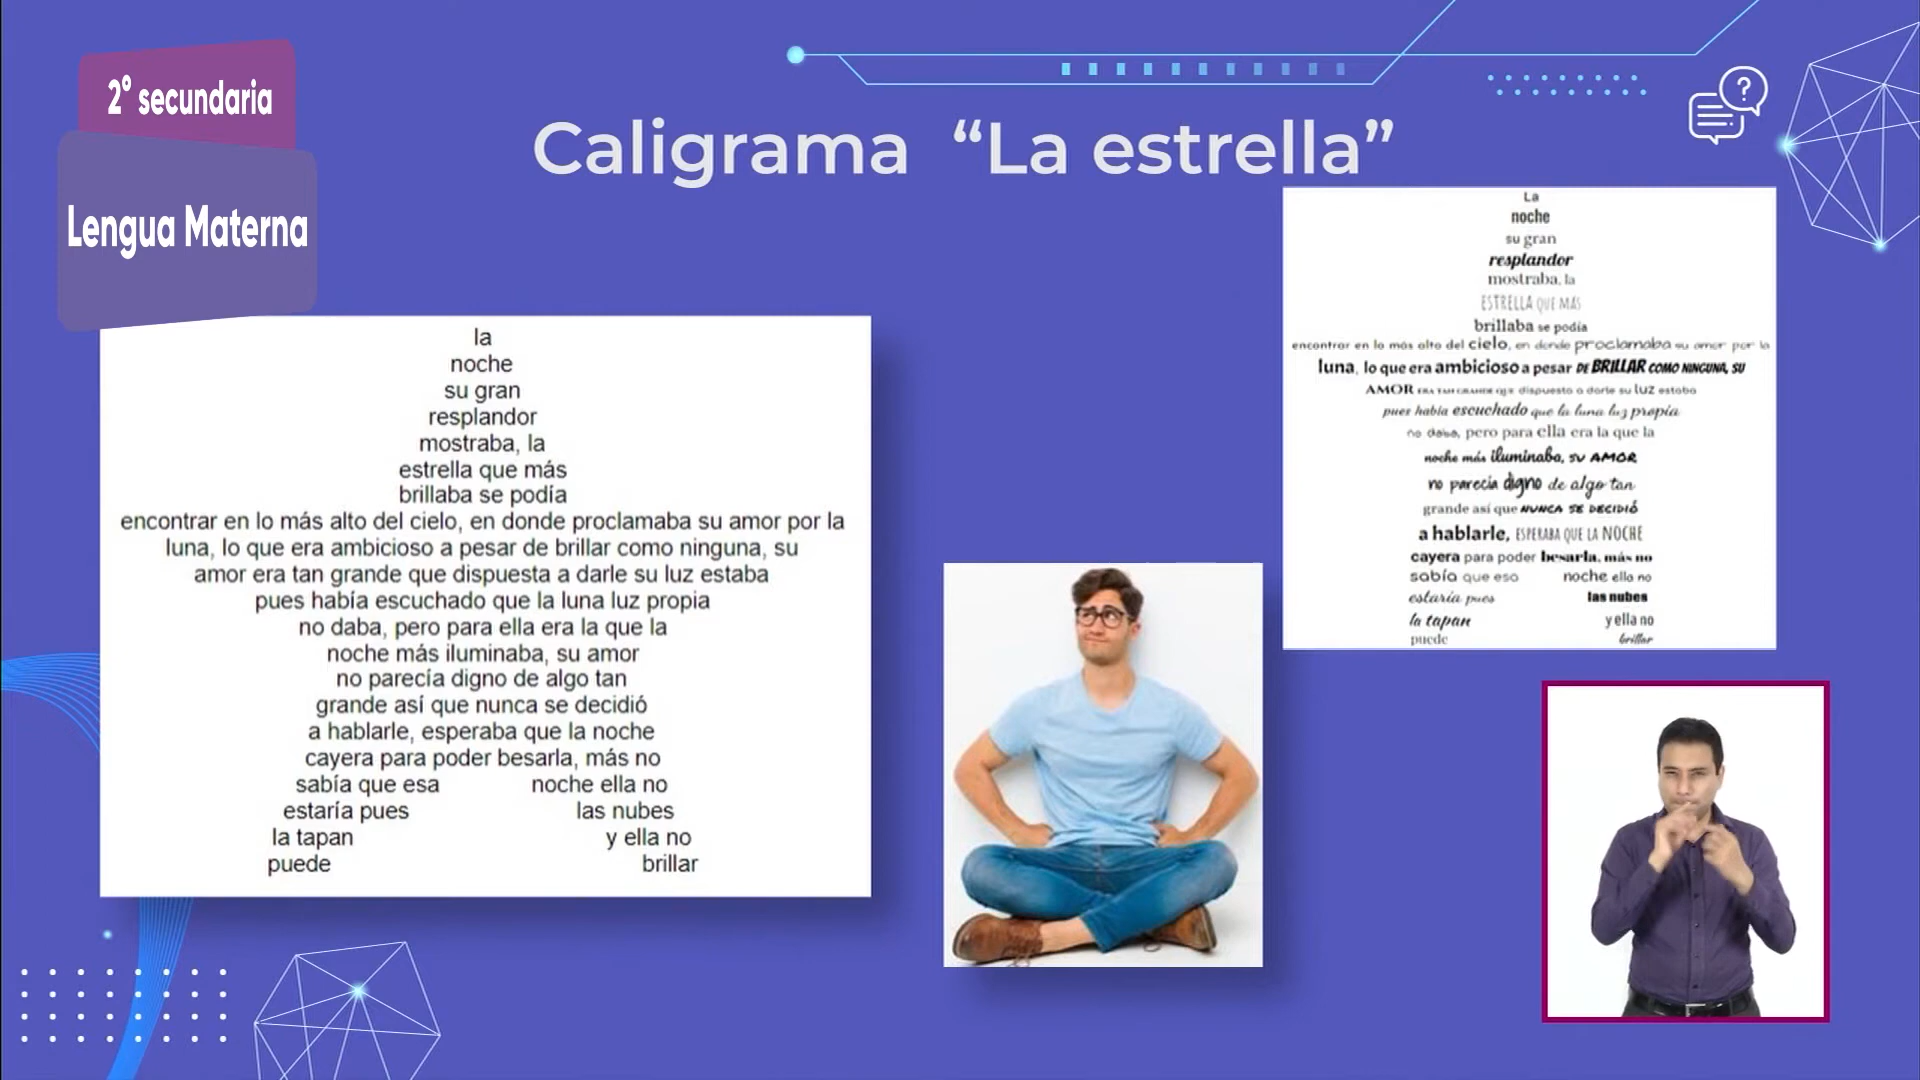 2° secundaria
Lengua Materna
Caligrama “La estrella”
la
noche
su gran
resplandor
mostraba, la
estrella que más
brillaba se podía
encontrar en lo más alto del cielo, en donde proclamaba su amor por la
luna, lo que era ambicioso a pesar de brillar como ninguna, su
amor era tan grande que dispuesta a darle su luz estaba
pues había escuchado que la luna luz propia
no daba, pero para ella era la que la
noche más iluminaba, su amor
no parecía digno de algo tan
grande así que nunca se decidió
a hablarle, esperaba que la noche
cayera para poder besarla, más no
sabía que esa noche ella no
estaría pues las nubes
la tapan y ella no
puede brillar
La
noche
su gran
resplandor
mostraba, la
ESTRELLA QUE MÁS
brillaba se podía
encontrar en lo más alto del cielo, en donde proclamaba su amor por la
luna, lo que era ambicioso a pesar DE BRILLAR COMO NINGUNA, SU
AMOR ERA TAN GRANDE que dispuesta a darle su luz estaba
pues había escuchado que la luna luz propia
no daba, pero para ella era la que la
noche más iluminaba, SU AMOR
no parecía digno de algo tan
grande así que NUNCA SE DECIDIÓ
a hablarle, ESPERABA QUE LA NOCHE
cayera para poder besarla, más no
sabía que esa noche ella no
estaría pues las nubes
la tapan y ella no
puede brillar